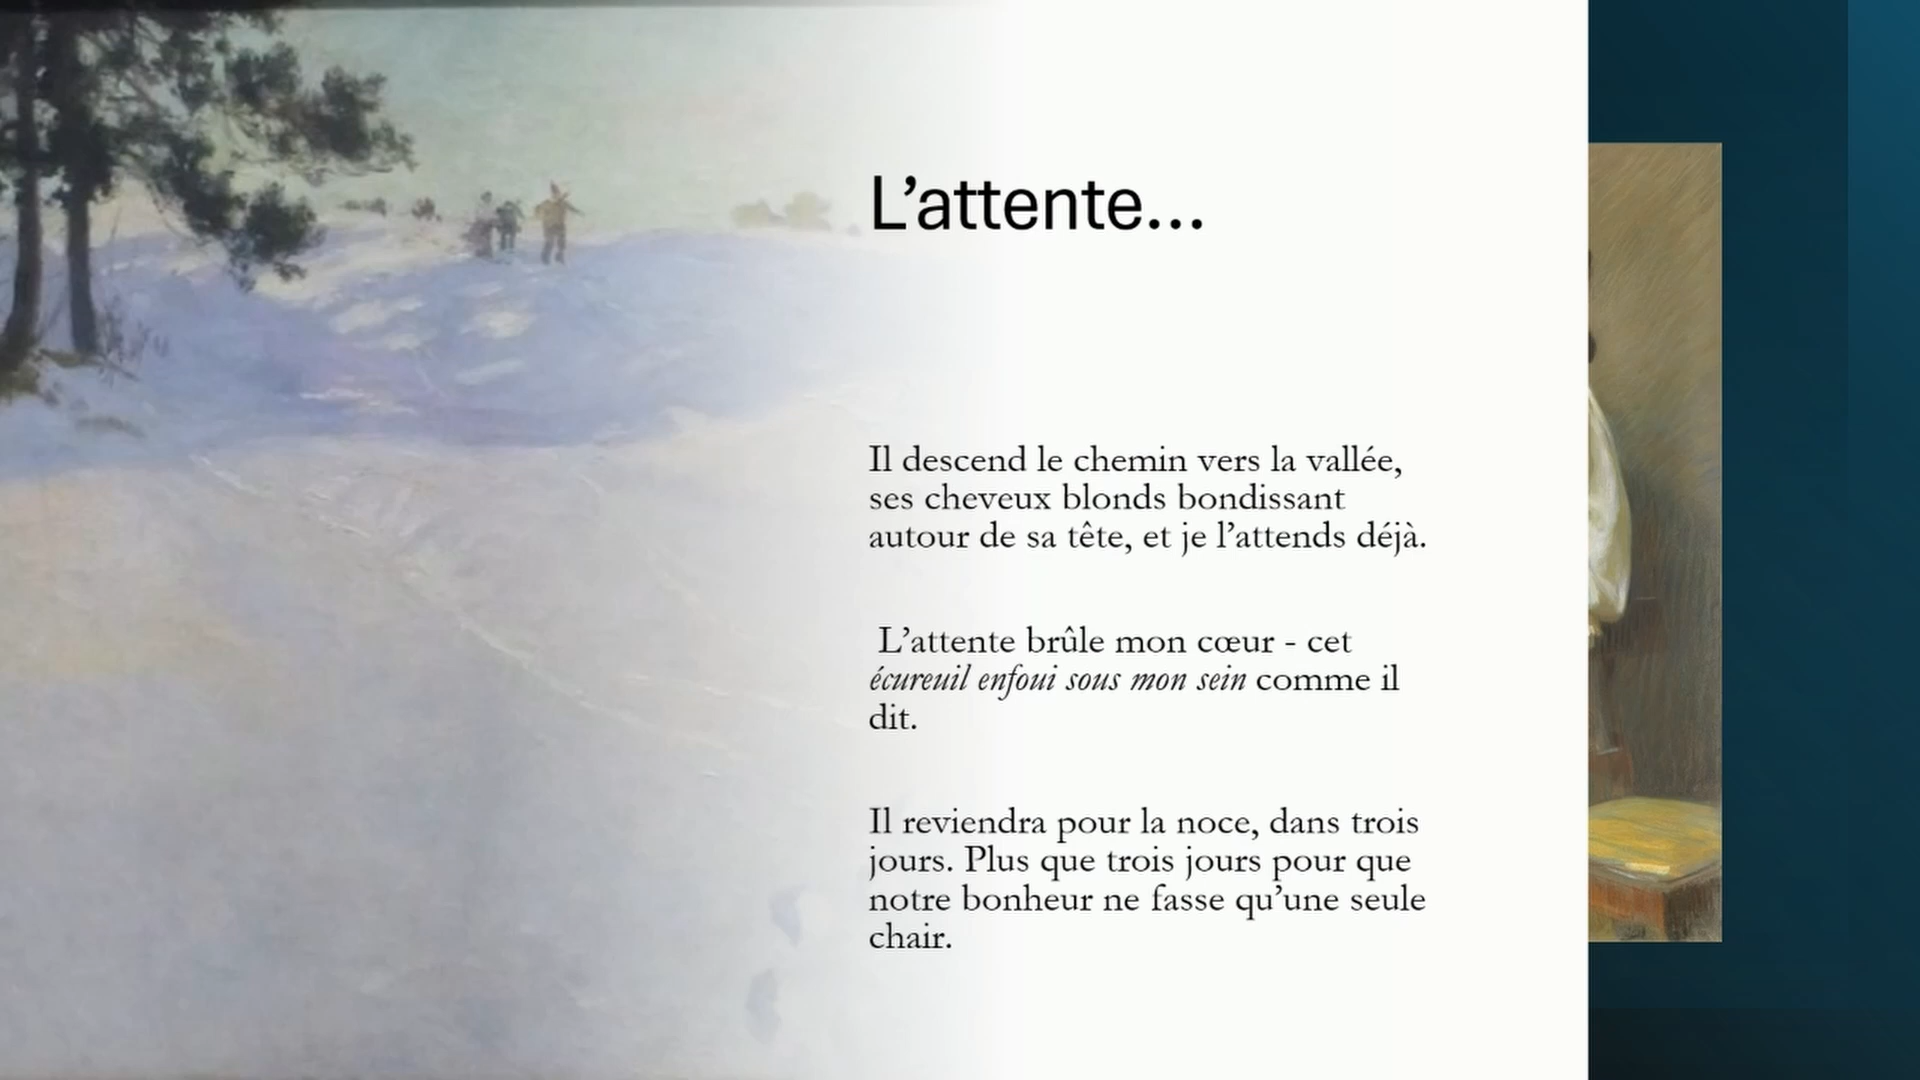 L’attente…
Il descend le chemin vers la vallée,
ses cheveux blonds bondissant
autour de sa tête, et je l’attends déjà.
L’attente brûle mon cœur - cet
écureuil enfoui sous mon sein comme il
dit.
Il reviendra pour la noce, dans trois
jours. Plus que trois jours pour que
notre bonheur ne fasse qu’une seule
chair.